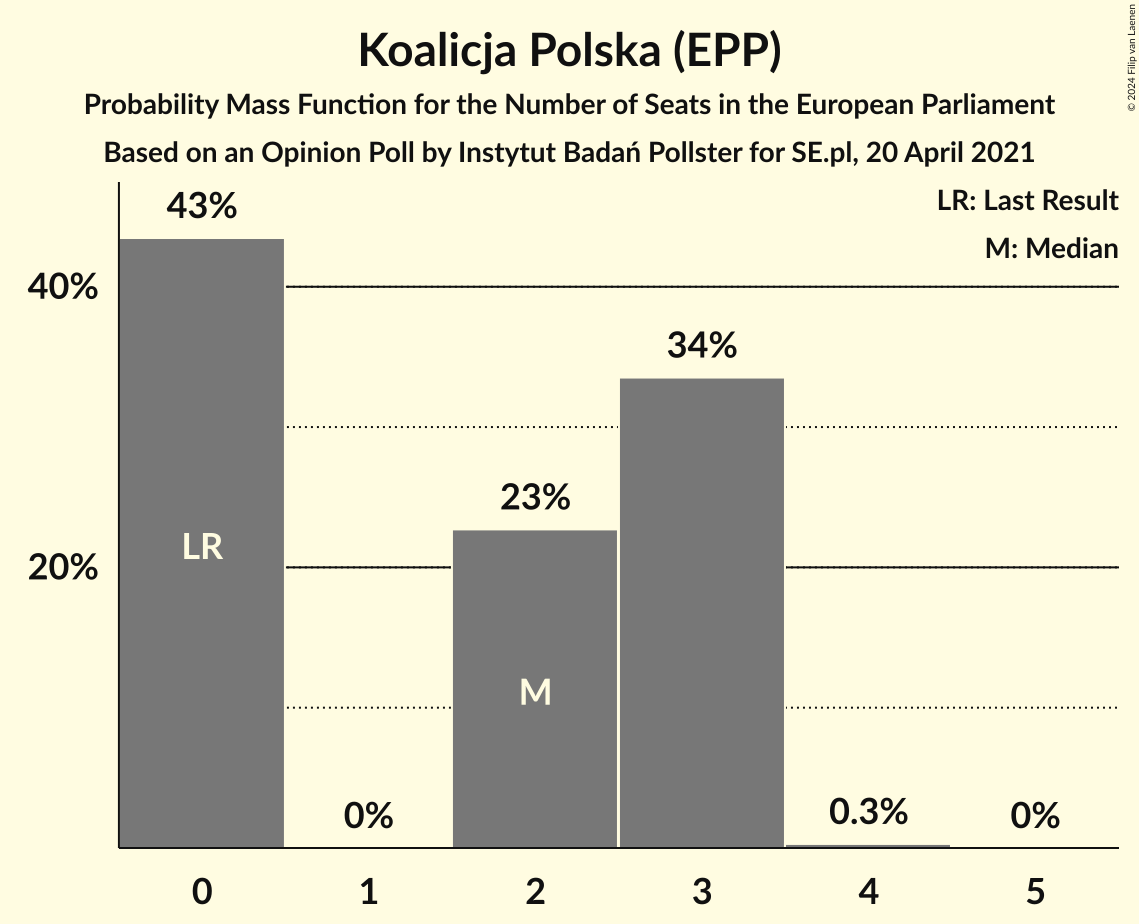 Koalicja Polska (EPP)
Probability Mass Function for the Number of Seats in the European Parliament
Based on an Opinion Poll by Instytut Badań Pollster for SE.pl, 20 April 2021
© 2024 Filip van Laenen
LR: Last Result
M: Median
43%
40%
34%
23%
20%
LR
M
0%
0.3%
0%
0 1 2 3 4 5